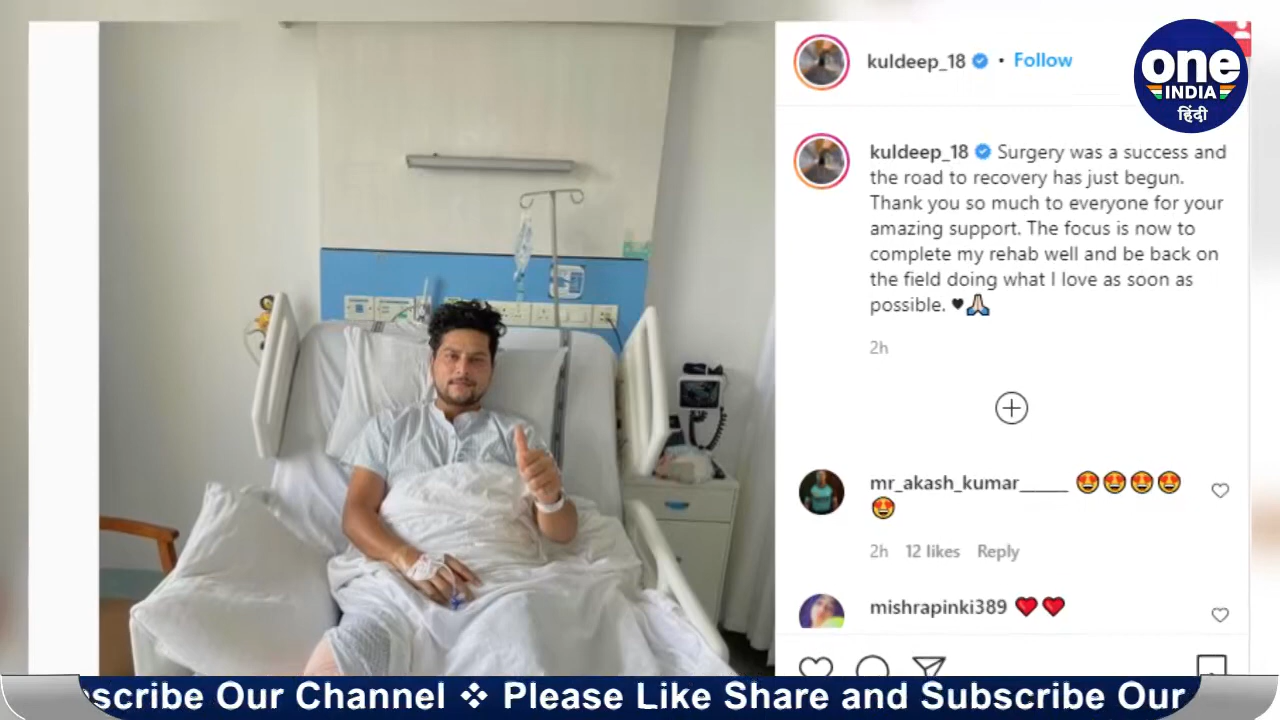 kuldeep_18 • Follow
one
INDIA
हिंदी
kuldeep_18 Surgery was a success and
the road to recovery has just begun.
Thank you so much to everyone for your
amazing support. The focus is now to
complete my rehab well and be back on
the field doing what I love as soon as
possible. 🖤🙏🏻
2h
mr_akash_kumar_____ 😍😍😍😍
😍
2h 12 likes Reply
mishrapinki389 ❤️❤️
scribe Our Channel ❖ Please Like Share and Subscribe Our